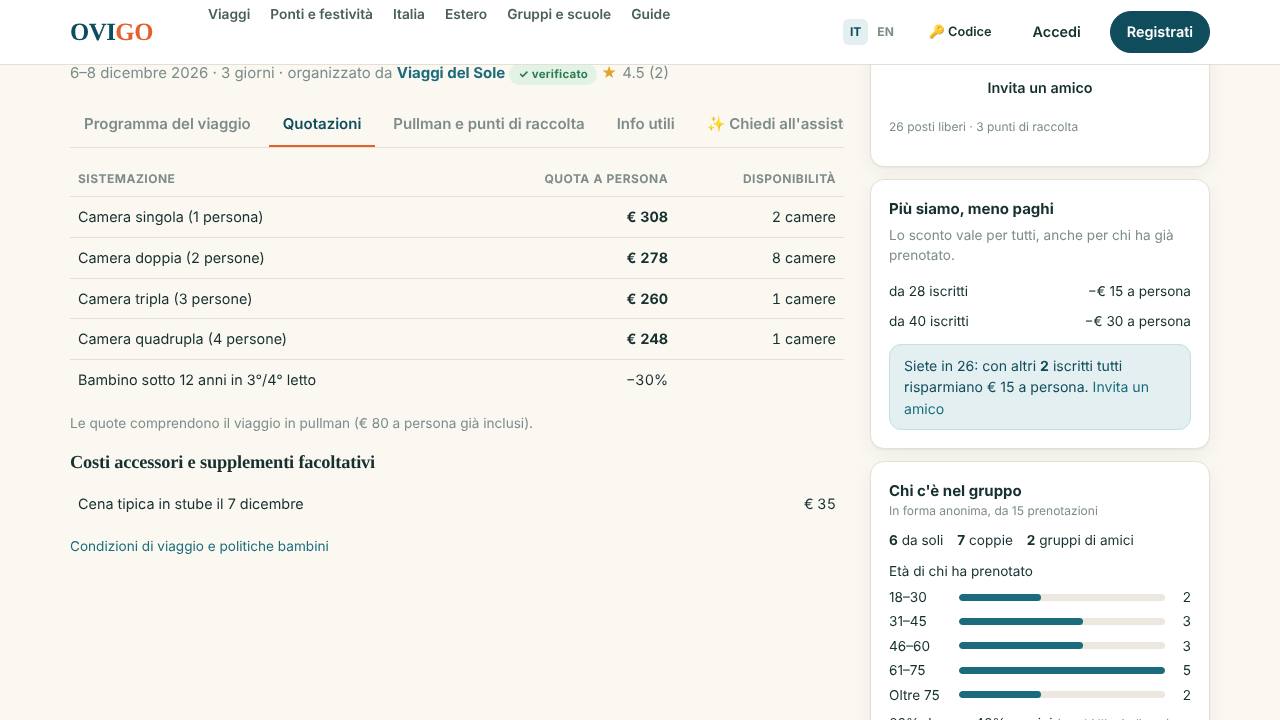 OVIGO
Viaggi Ponti e festività Italia Estero Gruppi e scuole Guide
IT EN 🔑 Codice Accedi Registrati
6–8 dicembre 2026 · 3 giorni · organizzato da Viaggi del Sole ✓ verificato ★ 4.5 (2)
Programma del viaggio Quotazioni Pullman e punti di raccolta Info utili ✨ Chiedi all'assist
SISTEMAZIONE QUOTA A PERSONA DISPONIBILITÀ
Camera singola (1 persona) € 308 2 camere
Camera doppia (2 persone) € 278 8 camere
Camera tripla (3 persone) € 260 1 camere
Camera quadrupla (4 persone) € 248 1 camere
Bambino sotto 12 anni in 3°/4° letto −30%
Le quote comprendono il viaggio in pullman (€ 80 a persona già inclusi).
Costi accessori e supplementi facoltativi
Cena tipica in stube il 7 dicembre € 35
Condizioni di viaggio e politiche bambini
Invita un amico
26 posti liberi · 3 punti di raccolta
Più siamo, meno paghi
Lo sconto vale per tutti, anche per chi ha già
prenotato.
da 28 iscritti −€ 15 a persona
da 40 iscritti −€ 30 a persona
Siete in 26: con altri 2 iscritti tutti
risparmiano € 15 a persona. Invita un
amico
Chi c'è nel gruppo
In forma anonima, da 15 prenotazioni
6 da soli 7 coppie 2 gruppi di amici
Età di chi ha prenotato
18–30 2
31–45 3
46–60 3
61–75 5
Oltre 75 2